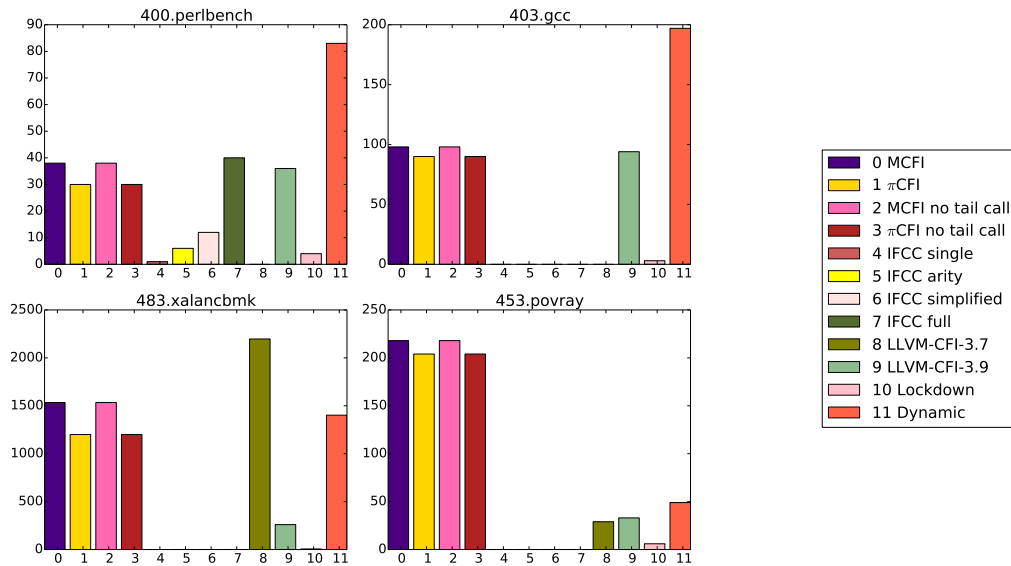 400.perlbench
90
80
70
60
50
40
30
20
10
0
0 1 2 3 4 5 6 7 8 9 10 11
403.gcc
200
150
100
50
0
0 1 2 3 4 5 6 7 8 9 10 11
483.xalancbmk
2500
2000
1500
1000
500
0
0 1 2 3 4 5 6 7 8 9 10 11
453.povray
250
200
150
100
50
0
0 1 2 3 4 5 6 7 8 9 10 11
0 MCFI
1 πCFI
2 MCFI no tail call
3 πCFI no tail call
4 IFCC single
5 IFCC arity
6 IFCC simplified
7 IFCC full
8 LLVM-CFI-3.7
9 LLVM-CFI-3.9
10 Lockdown
11 Dynamic